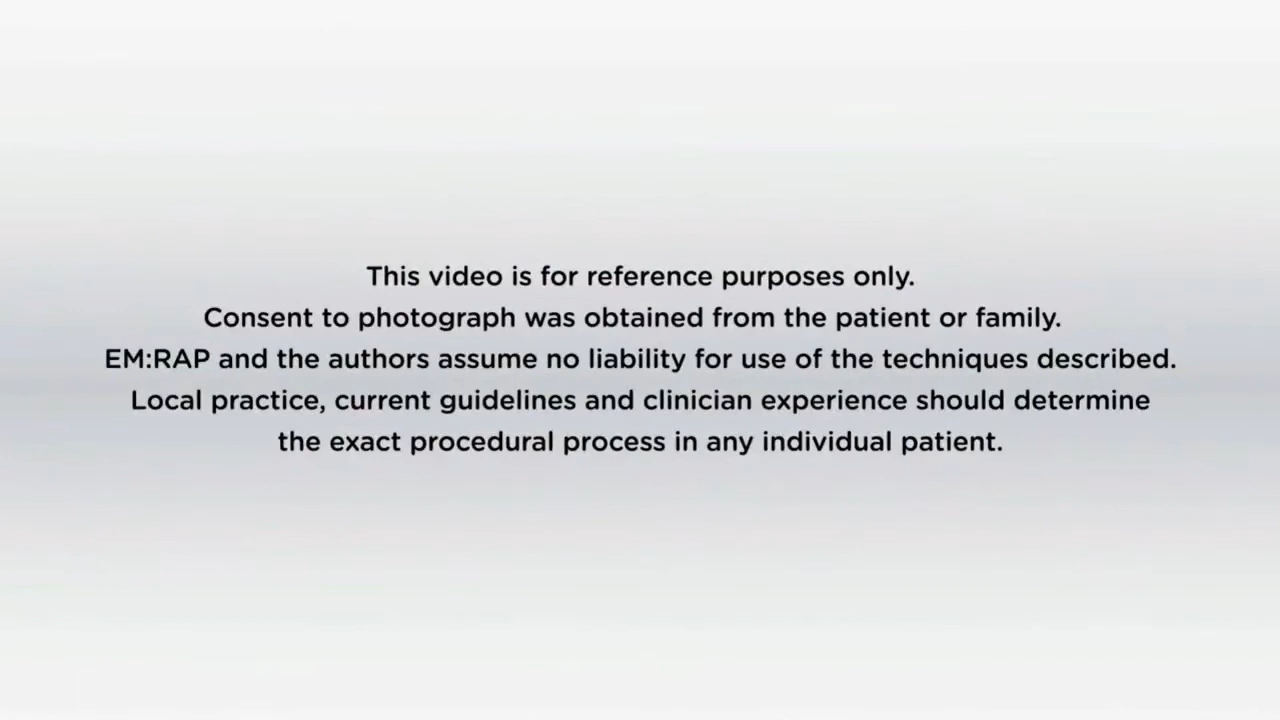 This video is for reference purposes only.
Consent to photograph was obtained from the patient or family.
EM:RAP and the authors assume no liability for use of the techniques described.
Local practice, current guidelines and clinician experience should determine
the exact procedural process in any individual patient.